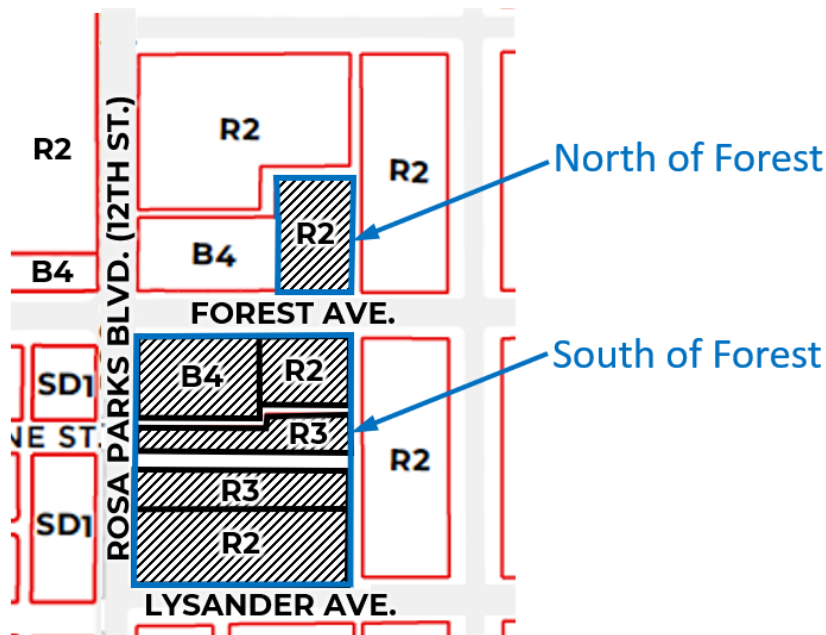 R2
R2
R2
North of Forest
R2
B4
B4
ROSA PARKS BLVD. (12TH ST.)
FOREST AVE.
South of Forest
B4
R2
SD1
R3
NE ST.
R2
R3
SD1
R2
LYSANDER AVE.